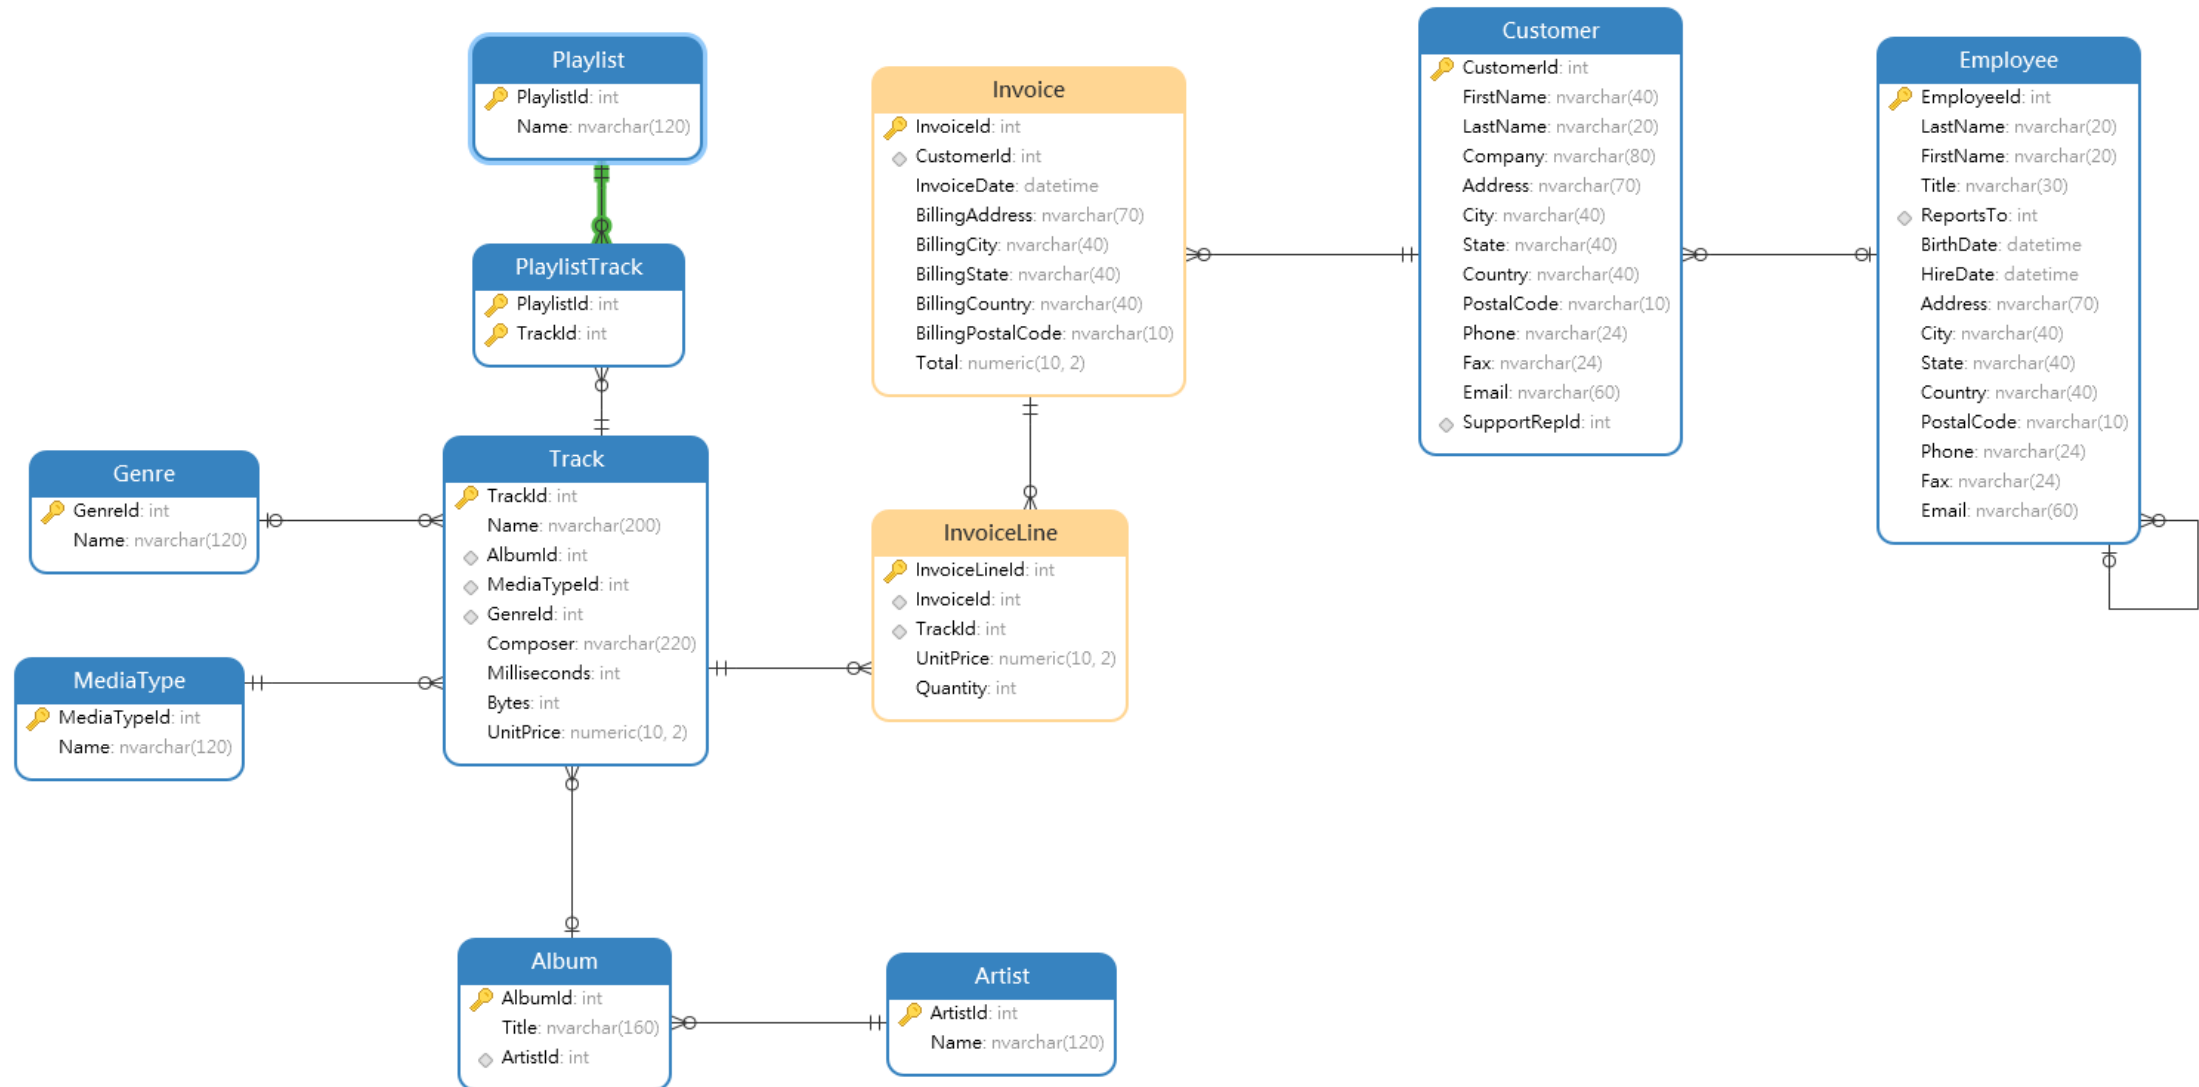 Playlist
PlaylistId: int
Name: nvarchar(120)
PlaylistTrack
PlaylistId: int
TrackId: int
Genre
GenreId: int
Name: nvarchar(120)
MediaType
MediaTypeId: int
Name: nvarchar(120)
Track
TrackId: int
Name: nvarchar(200)
AlbumId: int
MediaTypeId: int
GenreId: int
Composer: nvarchar(220)
Milliseconds: int
Bytes: int
UnitPrice: numeric(10, 2)
Album
AlbumId: int
Title: nvarchar(160)
ArtistId: int
Artist
ArtistId: int
Name: nvarchar(120)
Invoice
InvoiceId: int
CustomerId: int
InvoiceDate: datetime
BillingAddress: nvarchar(70)
BillingCity: nvarchar(40)
BillingState: nvarchar(40)
BillingCountry: nvarchar(40)
BillingPostalCode: nvarchar(10)
Total: numeric(10, 2)
InvoiceLine
InvoiceLineId: int
InvoiceId: int
TrackId: int
UnitPrice: numeric(10, 2)
Quantity: int
Customer
CustomerId: int
FirstName: nvarchar(40)
LastName: nvarchar(20)
Company: nvarchar(80)
Address: nvarchar(70)
City: nvarchar(40)
State: nvarchar(40)
Country: nvarchar(40)
PostalCode: nvarchar(10)
Phone: nvarchar(24)
Fax: nvarchar(24)
Email: nvarchar(60)
SupportRepId: int
Employee
EmployeeId: int
LastName: nvarchar(20)
FirstName: nvarchar(20)
Title: nvarchar(30)
ReportsTo: int
BirthDate: datetime
HireDate: datetime
Address: nvarchar(70)
City: nvarchar(40)
State: nvarchar(40)
Country: nvarchar(40)
PostalCode: nvarchar(10)
Phone: nvarchar(24)
Fax: nvarchar(24)
Email: nvarchar(60)